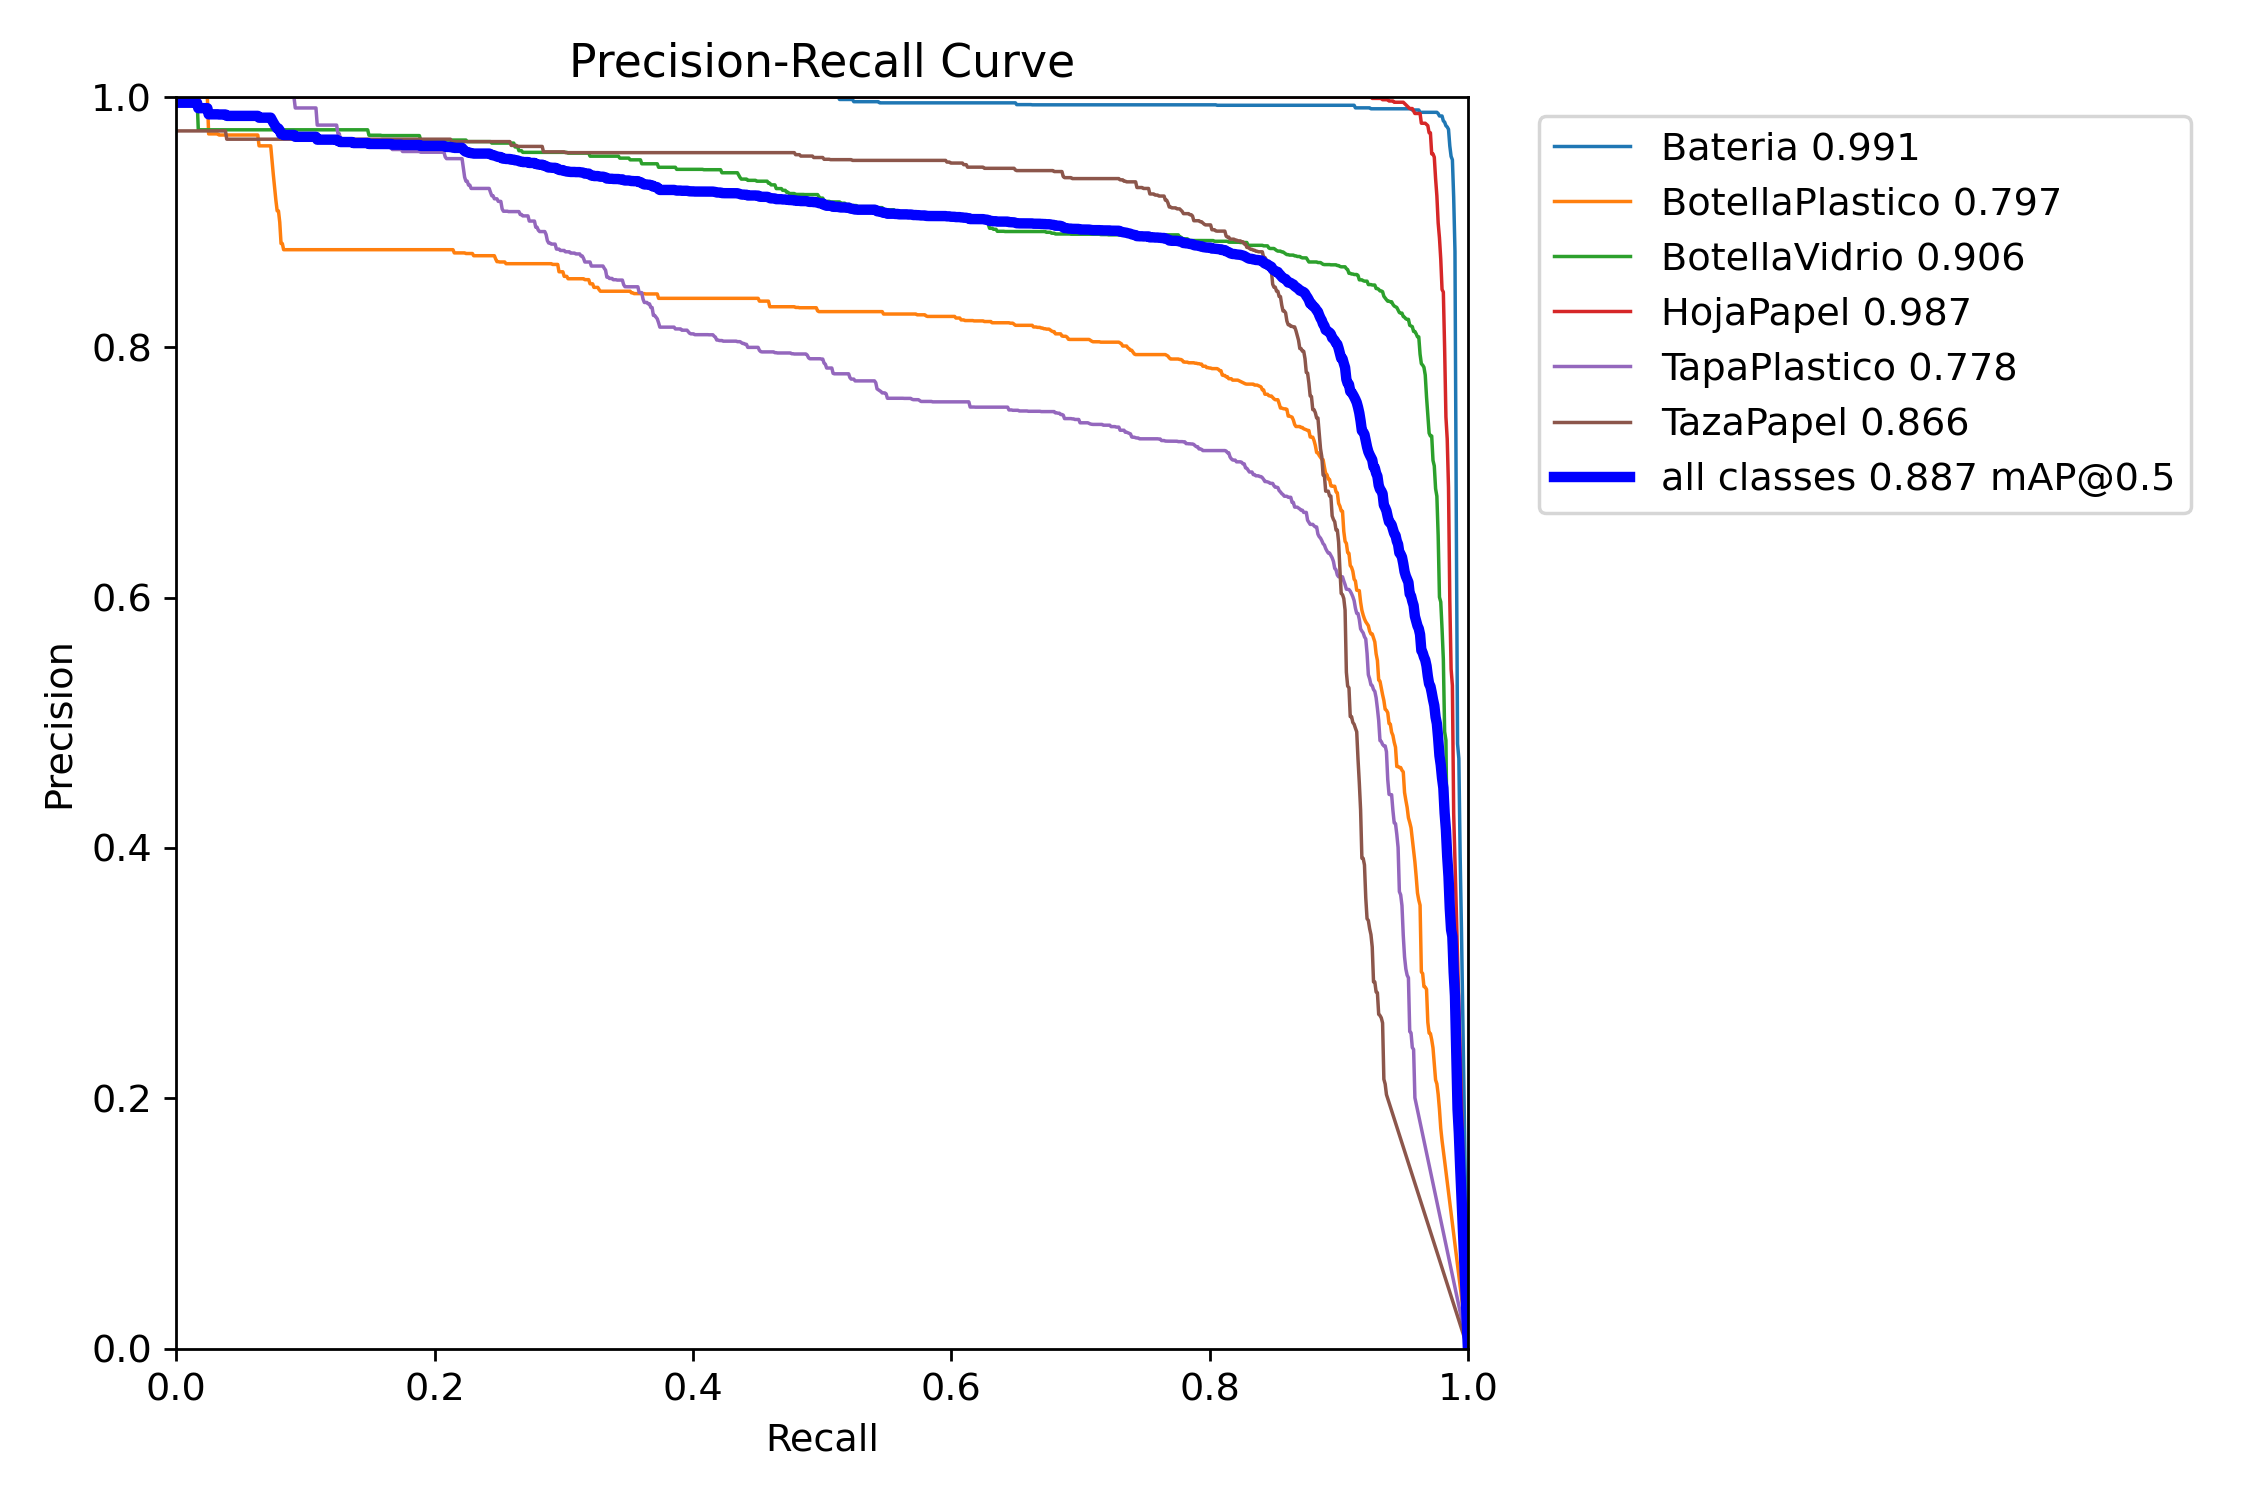 Precision-Recall Curve
1.0
0.8
0.6
0.4
0.2
0.0
Precision
0.0 0.2 0.4 0.6 0.8 1.0
Recall
Bateria 0.991
BotellaPlastico 0.797
BotellaVidrio 0.906
HojaPapel 0.987
TapaPlastico 0.778
TazaPapel 0.866
all classes 0.887 mAP@0.5